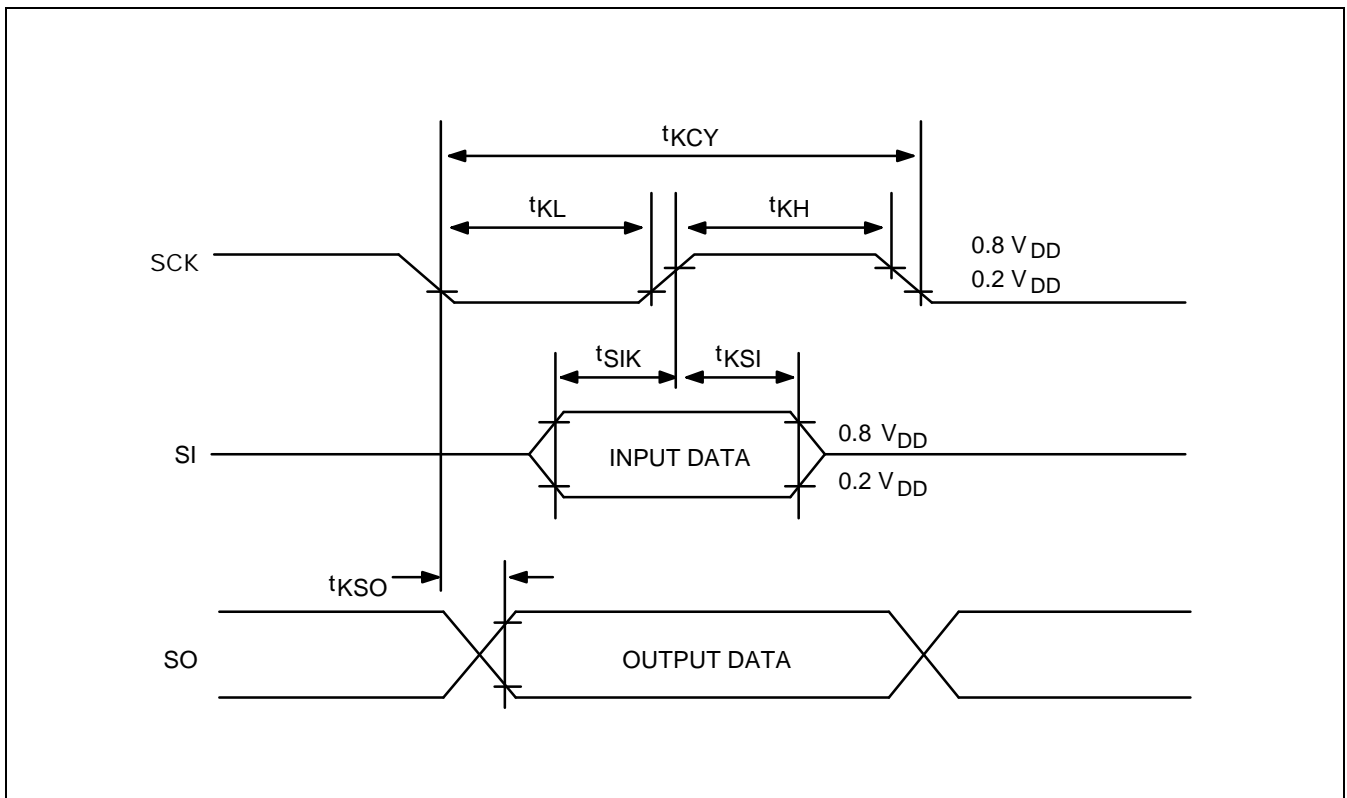 tKCY
tKL
tKH
SCK
0.8 VDD
0.2 VDD
tSIK
tKSI
SI
INPUT DATA
0.8 VDD
0.2 VDD
tKSO
SO
OUTPUT DATA